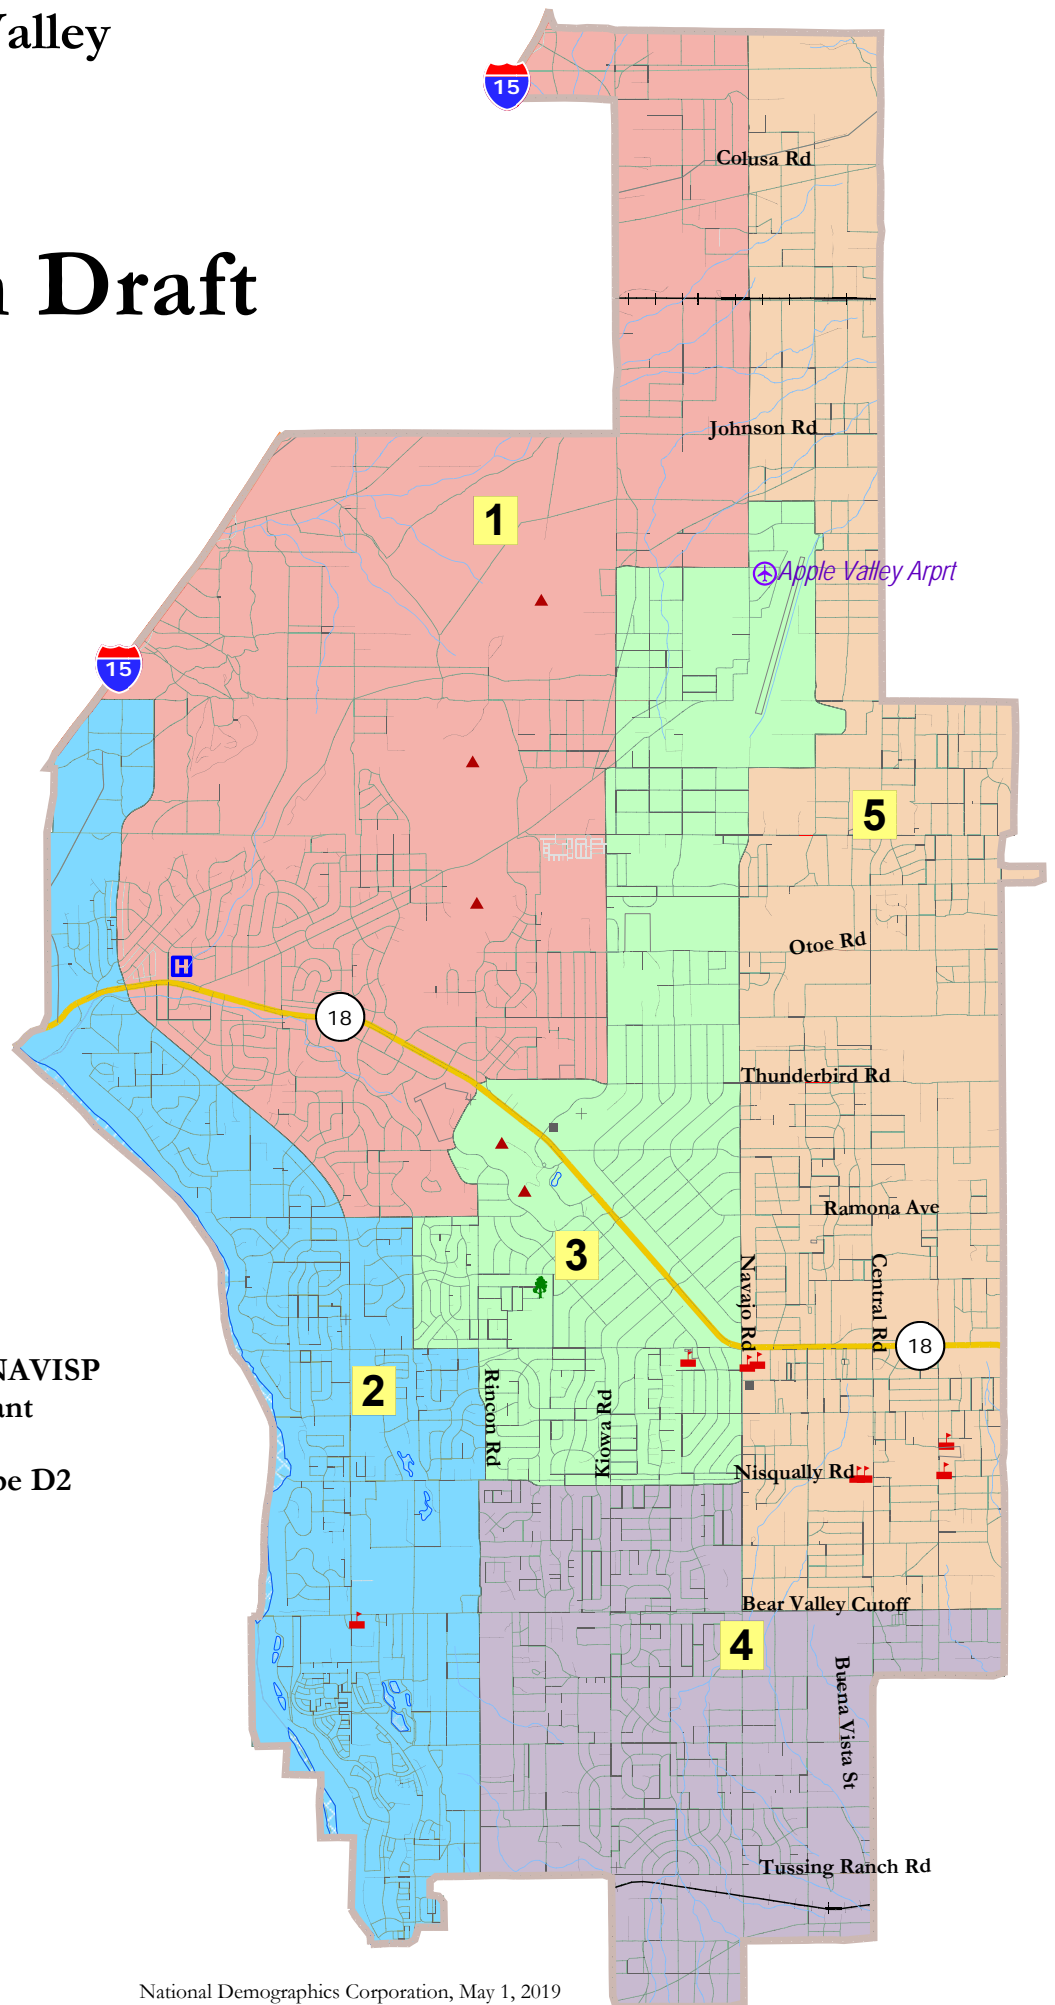 Valley
15
Colusa Rd
n Draft
Johnson Rd
1
Apple Valley Arprt
15
5
Otoe Rd
H
18
Thunderbird Rd
Ramona Ave
3
Navajo Rd
Central Rd
18
NAVISP
2
Rincon Rd
Kiowa Rd
ant
Nisqually Rd
pe D2
Bear Valley Cutoff
4
Buena Vista St
Tussing Ranch Rd
National Demographics Corporation, May 1, 2019